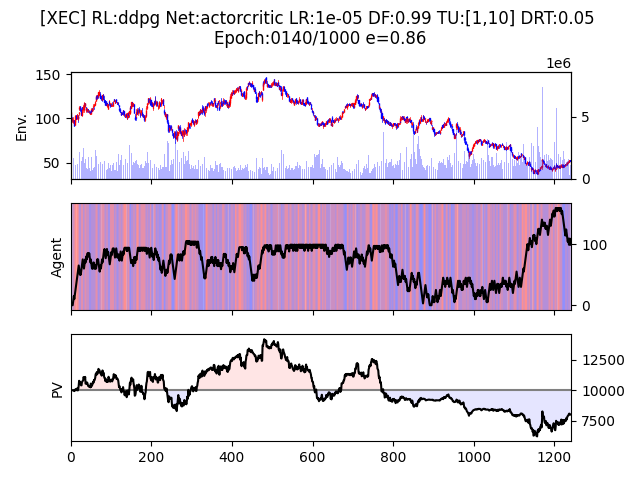 [XEC] RL:ddpg Net:actorcritic LR:1e-05 DF:0.99 TU:[1,10] DRT:0.05
Epoch:0140/1000 e=0.86
1e6
150
100
50
Env.
5
0
Agent
100
0
PV
12500
10000
7500
0 200 400 600 800 1000 1200